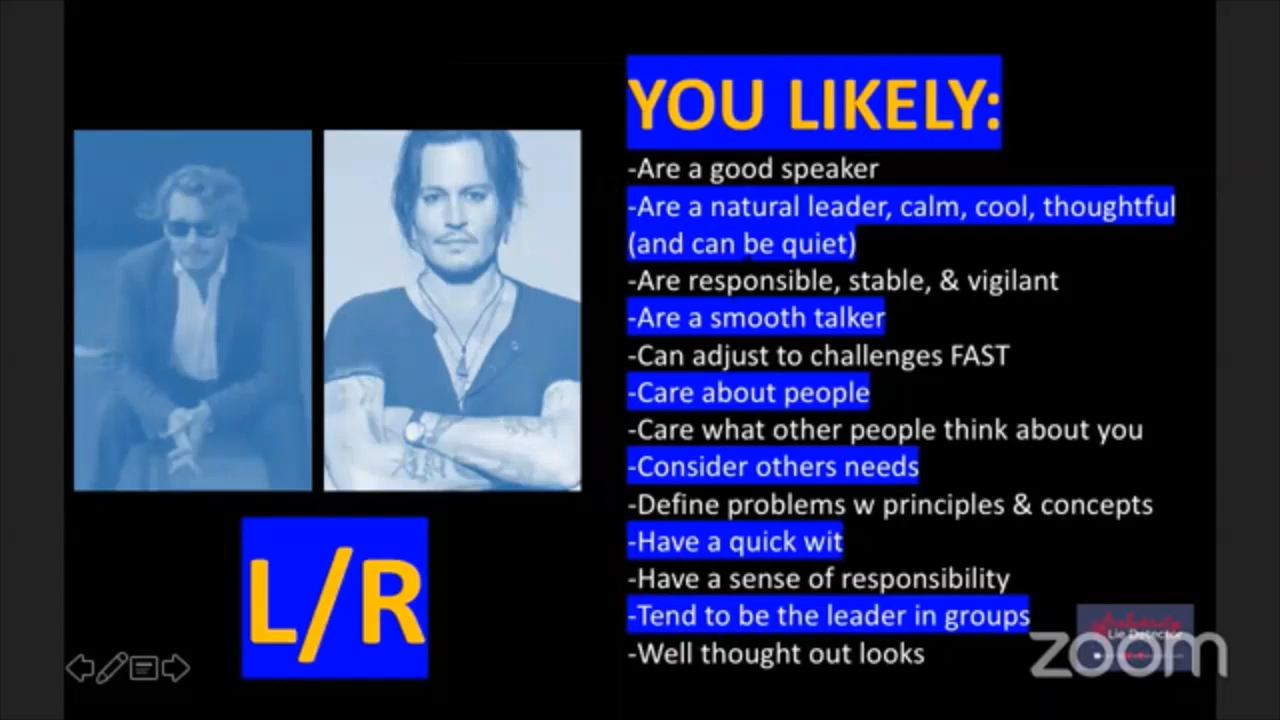 YOU LIKELY:
-Are a good speaker
-Are a natural leader, calm, cool, thoughtful
(and can be quiet)
-Are responsible, stable, & vigilant
-Are a smooth talker
-Can adjust to challenges FAST
-Care about people
-Care what other people think about you
-Consider others needs
-Define problems w principles & concepts
-Have a quick wit
-Have a sense of responsibility
-Tend to be the leader in groups
-Well thought out looks
L/R
Lie Detector
zoom